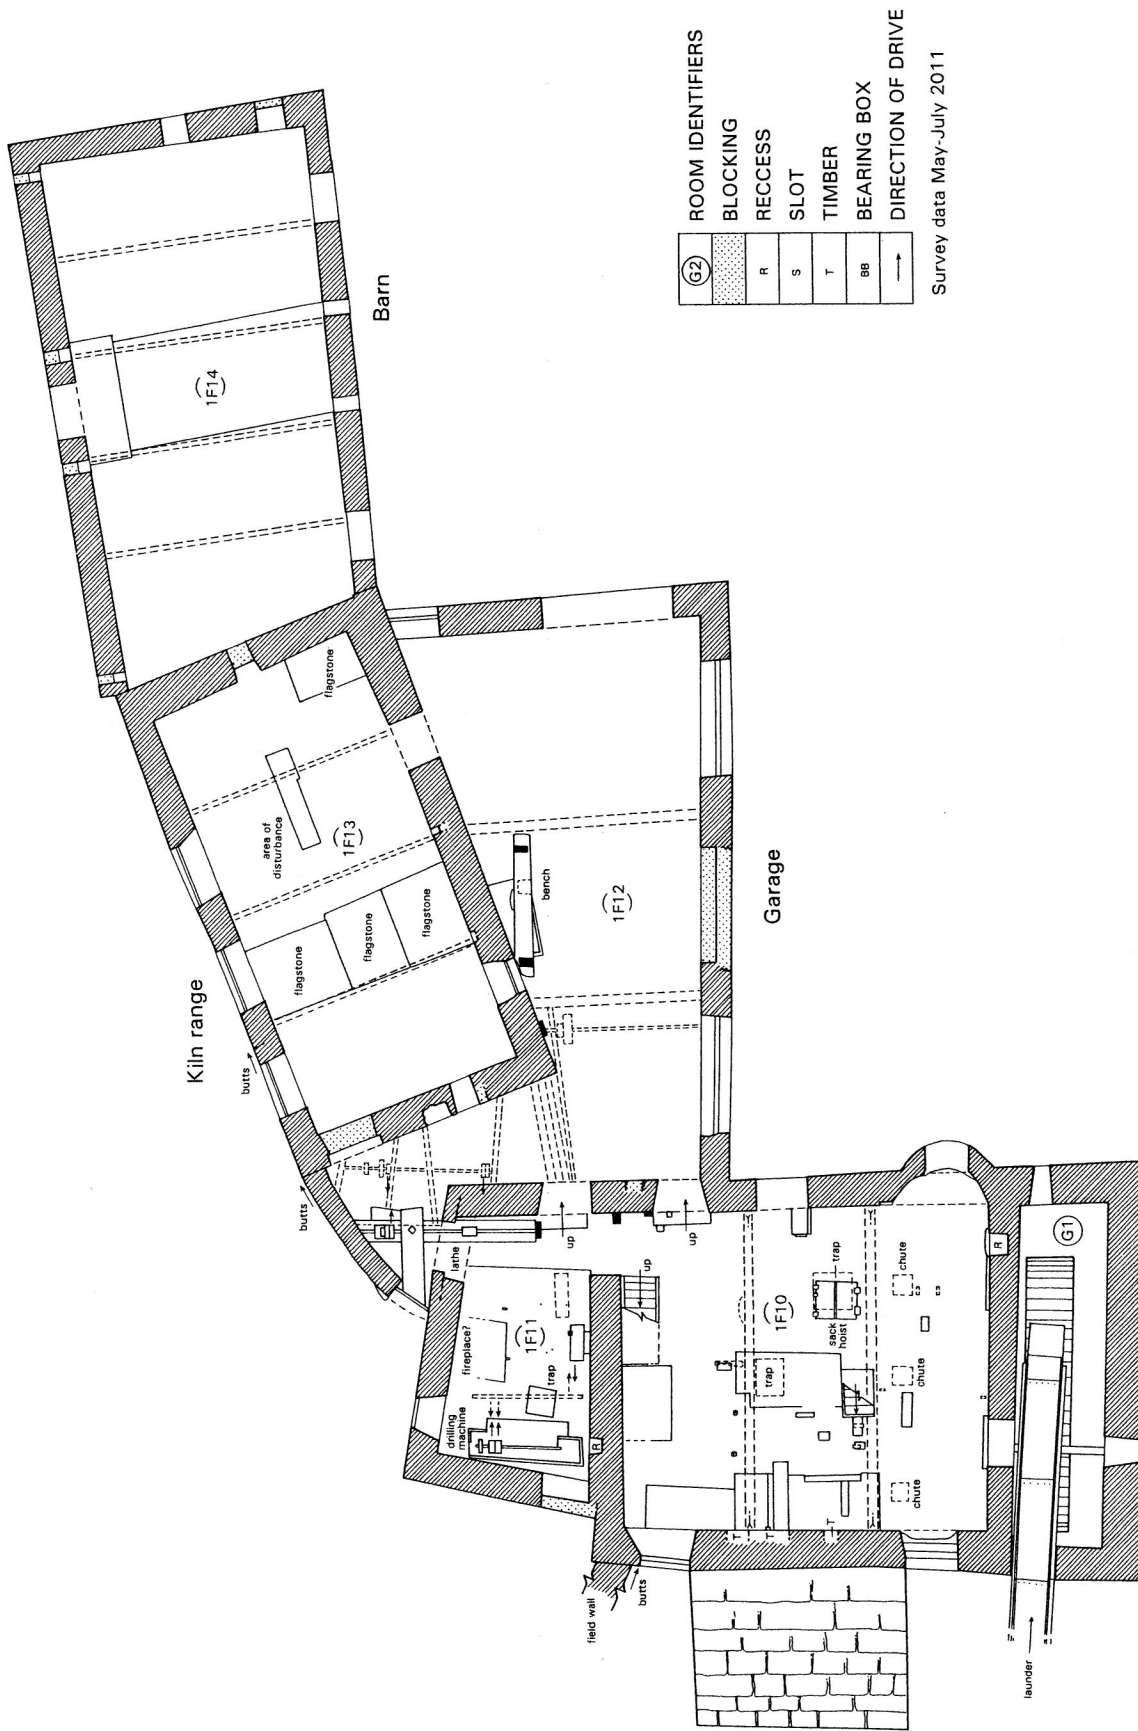 Kiln range
Barn
Garage
1F14
1F13
1F12
1F11
1F10
G1
flagstone
area of
disturbance
flagstone
flagstone
flagstone
bench
butts
butts
lathe
up
up
up
fireplace?
drilling
machine
trap
R
trap
sack
hoist
trap
chute
chute
chute
R
T
T
T
field wall
butts
launder
G2 ROOM IDENTIFIERS
BLOCKING
R RECCESS
S SLOT
T TIMBER
BB BEARING BOX
DIRECTION OF DRIVE
Survey data May-July 2011